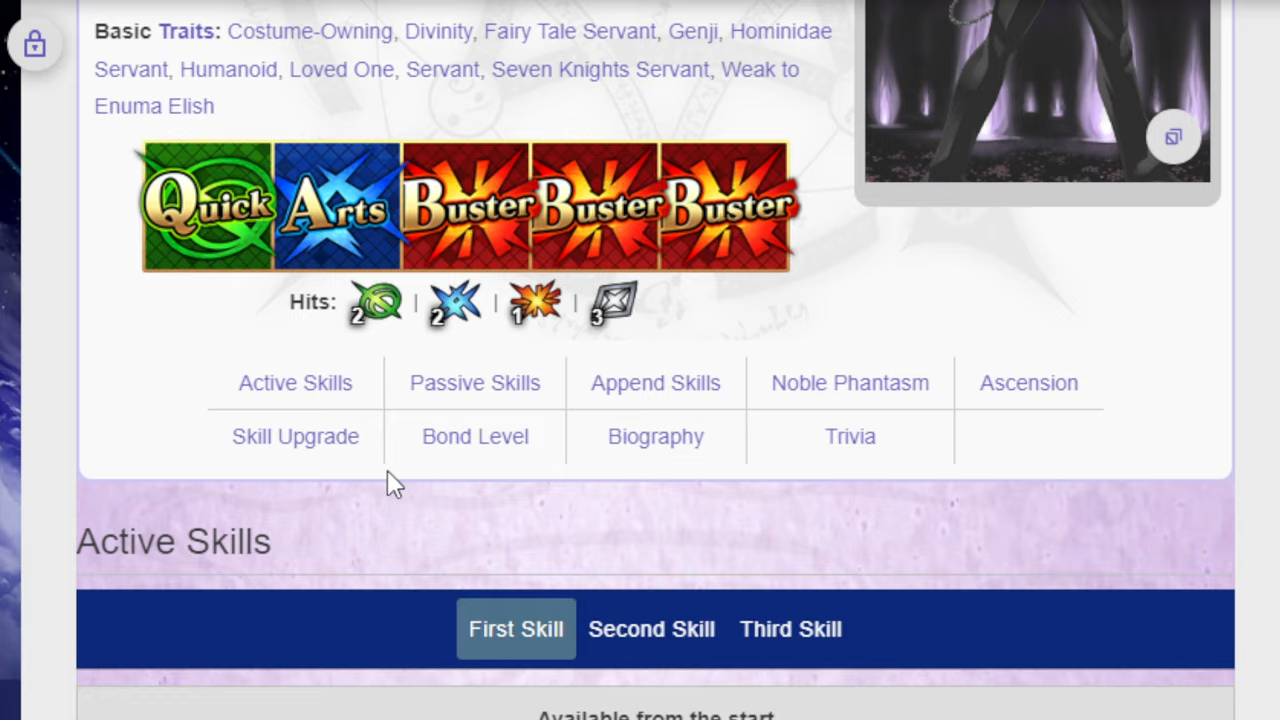 Basic Traits: Costume-Owning, Divinity, Fairy Tale Servant, Genji, Hominidae
Servant, Humanoid, Loved One, Servant, Seven Knights Servant, Weak to
Enuma Elish
Quick Arts Buster Buster Buster
Hits: 2 | 2 | 1 | 3
Active Skills Passive Skills Append Skills Noble Phantasm Ascension
Skill Upgrade Bond Level Biography Trivia
Active Skills
First Skill Second Skill Third Skill
Available from the start